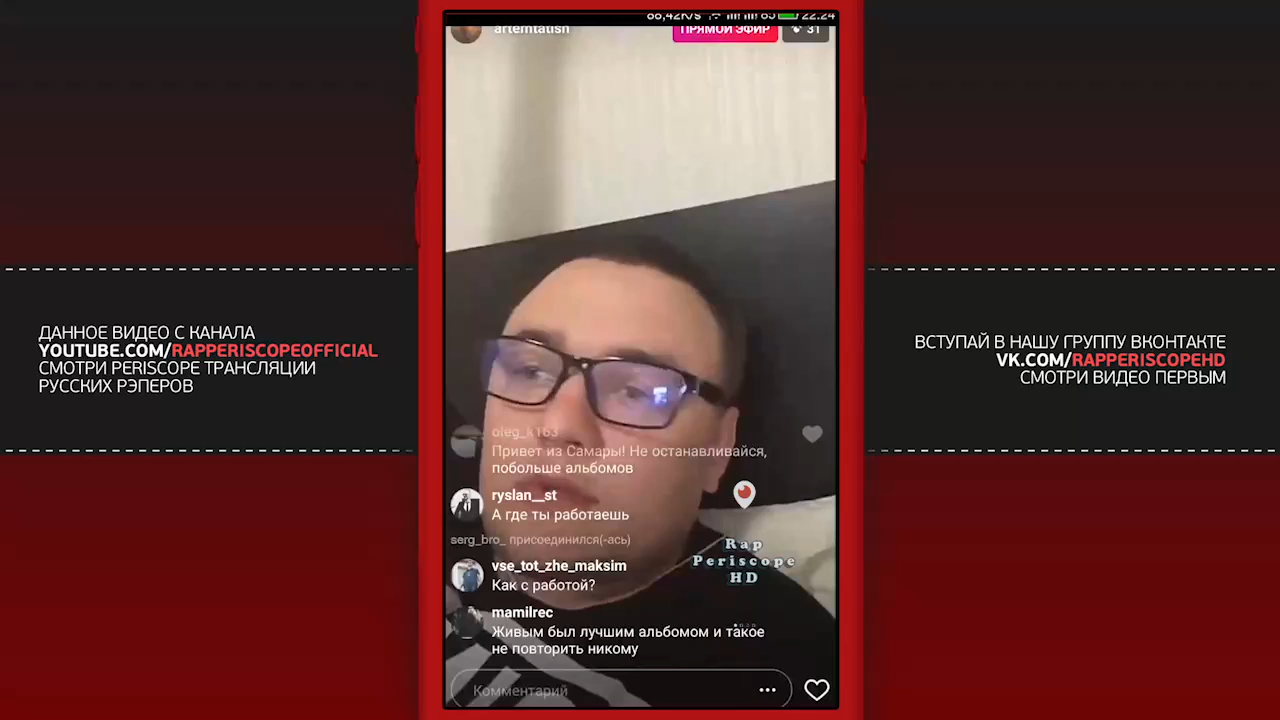 22:24
artemtatish
ПРЯМОЙ ЭФИР
31
ДАННОЕ ВИДЕО С КАНАЛА
YOUTUBE.COM/RAPPERISCOPEOFFICIAL
СМОТРИ PERISCOPE ТРАНСЛЯЦИИ
РУССКИХ РЭПЕРОВ
ВСТУПАЙ В НАШУ ГРУППУ ВКОНТАКТЕ
VK.COM/RAPPERISCOPEHD
СМОТРИ ВИДЕО ПЕРВЫМ
oleg_k163
Привет из Самары! Не останавливайся,
побольше альбомов
ryslan__st
А где ты работаешь
serg_bro_ присоединился(-ась)
vse_tot_zhe_maksim
Как с работой?
mamilrec
Живым был лучшим альбомом и такое
не повторить никому
Rap
Periscope
HD
Комментарий